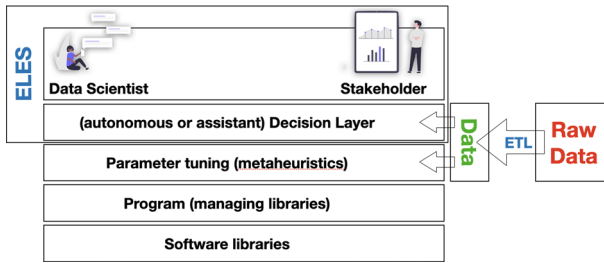 ELES
Data Scientist
Stakeholder
(autonomous or assistant) Decision Layer
Parameter tuning (metaheuristics)
Program (managing libraries)
Software libraries
Data
ETL
Raw
Data